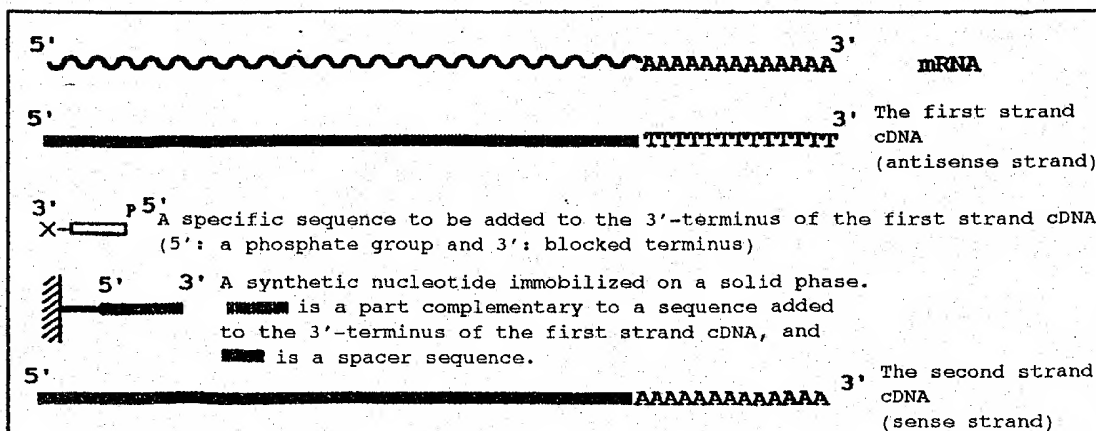 5' 3'
AAAAAAAAAAAAA mRNA
5' 3' The first strand
TTTTTTTTTTTTT cDNA
(antisense strand)
3' P 5'
X A specific sequence to be added to the 3'-terminus of the first strand cDNA
(5': a phosphate group and 3': blocked terminus)
5' 3' A synthetic nucleotide immobilized on a solid phase.
is a part complementary to a sequence added
to the 3'-terminus of the first strand cDNA, and
is a spacer sequence.
5' 3' The second strand
AAAAAAAAAAAAA cDNA
(sense strand)